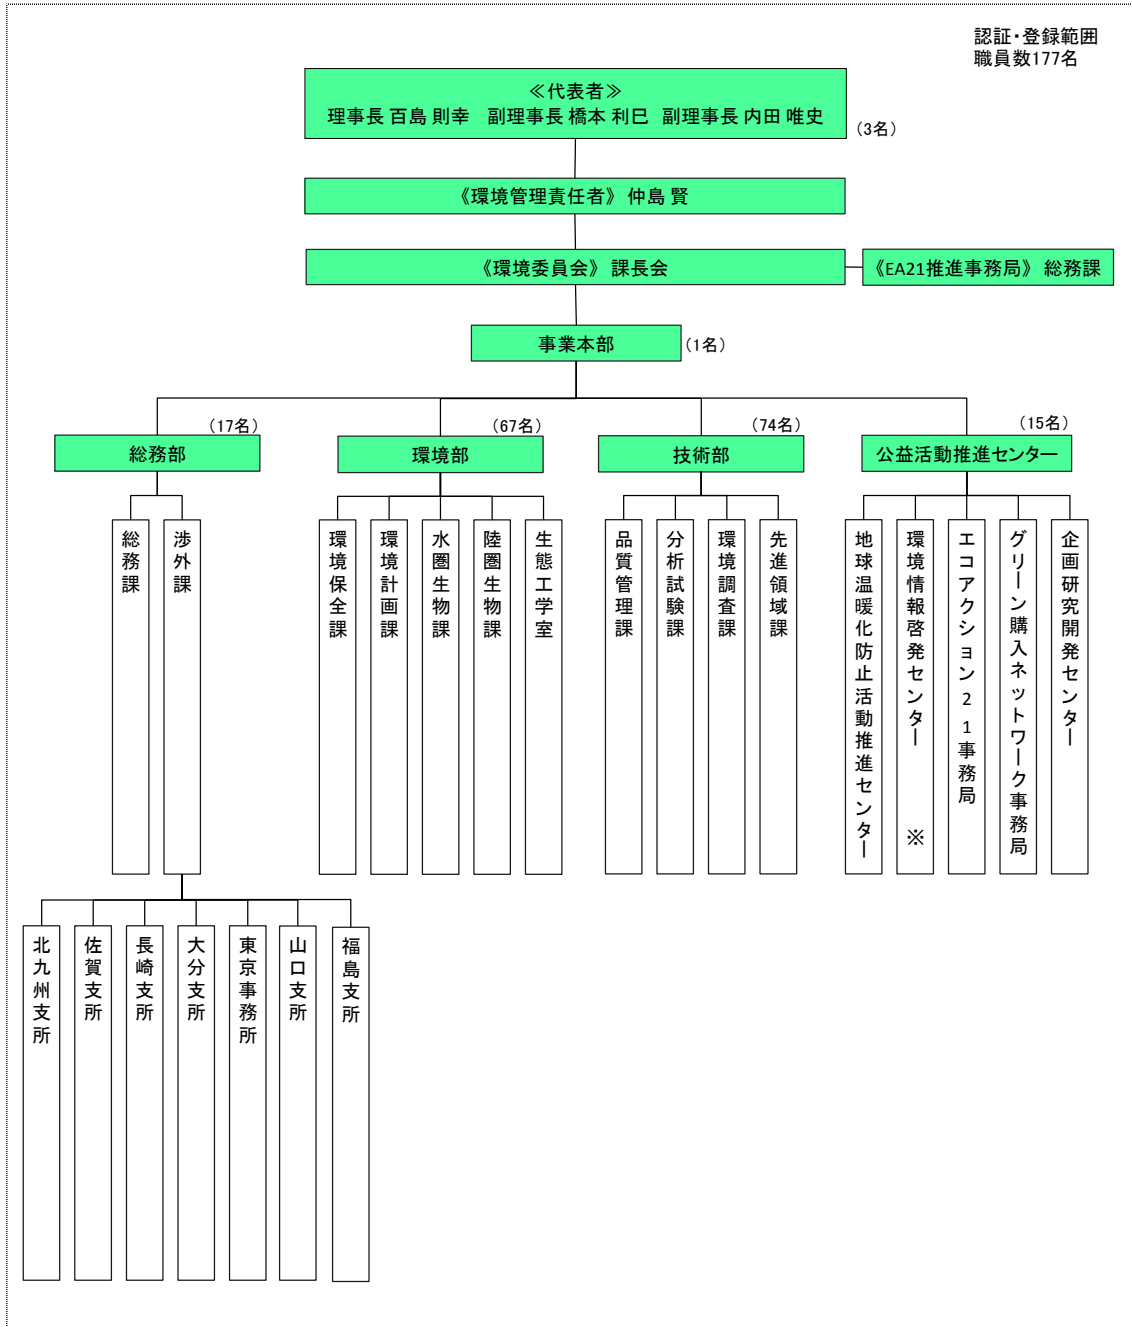 認証・登録範囲
職員数177名
≪代表者≫
理事長 百島 則幸　副理事長 橋本 利巳　副理事長 内田 唯史
（3名）
《環境管理責任者》 仲島 賢
《環境委員会》 課長会
《EA21推進事務局》 総務課
事業本部
（1名）
（17名）
総務部
（67名）
環境部
（74名）
技術部
（15名）
公益活動推進センター
総務課
渉外課
環境保全課
環境計画課
水圏生物課
陸圏生物課
生態工学室
品質管理課
分析試験課
環境調査課
先進領域課
地球温暖化防止活動推進センター
環境情報啓発センター　※
エコアクション21事務局
グリーン購入ネットワーク事務局
企画研究開発センター
北九州支所
佐賀支所
長崎支所
大分支所
東京事務所
山口支所
福島支所